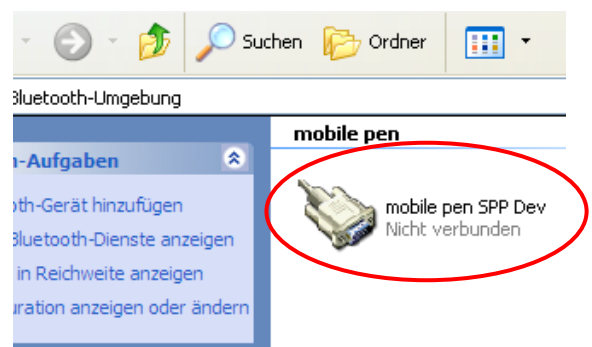 Suchen Ordner
Bluetooth-Umgebung
mobile pen
n-Aufgaben
oth-Gerät hinzufügen
mobile pen SPP Dev
Nicht verbunden
Bluetooth-Dienste anzeigen
in Reichweite anzeigen
uration anzeigen oder ändern